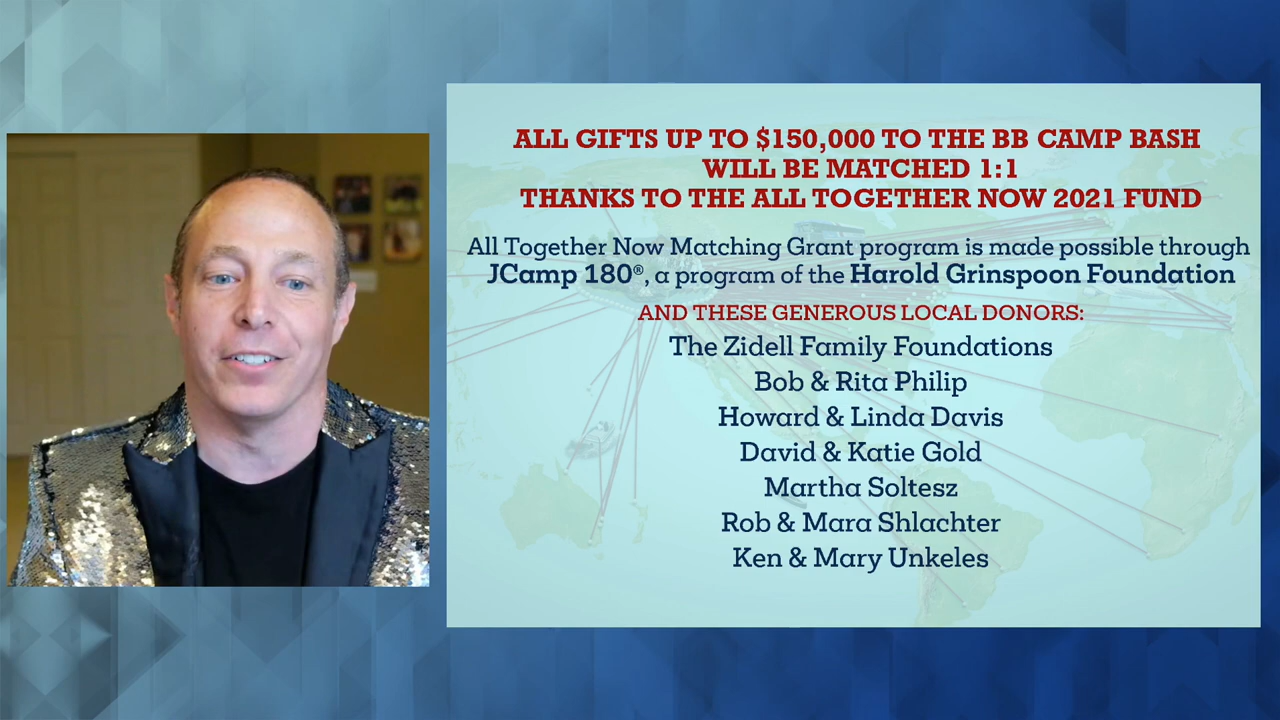 ALL GIFTS UP TO $150,000 TO THE BB CAMP BASH
WILL BE MATCHED 1:1
THANKS TO THE ALL TOGETHER NOW 2021 FUND
All Together Now Matching Grant program is made possible through
JCamp 180®, a program of the Harold Grinspoon Foundation
AND THESE GENEROUS LOCAL DONORS:
The Zidell Family Foundations
Bob & Rita Philip
Howard & Linda Davis
David & Katie Gold
Martha Soltesz
Rob & Mara Shlachter
Ken & Mary Unkeles